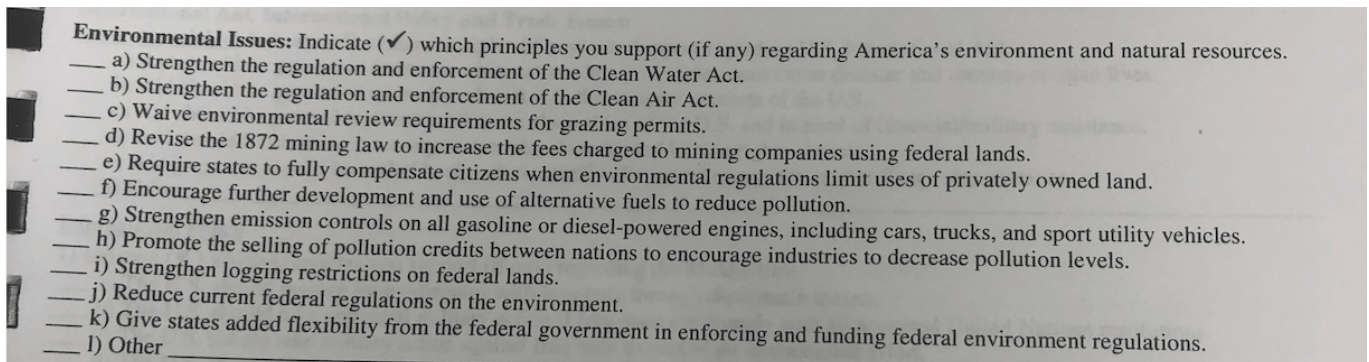 Environmental Issues: Indicate (✓) which principles you support (if any) regarding America's environment and natural resources.
___ a) Strengthen the regulation and enforcement of the Clean Water Act.
___ b) Strengthen the regulation and enforcement of the Clean Air Act.
___ c) Waive environmental review requirements for grazing permits.
___ d) Revise the 1872 mining law to increase the fees charged to mining companies using federal lands.
___ e) Require states to fully compensate citizens when environmental regulations limit uses of privately owned land.
___ f) Encourage further development and use of alternative fuels to reduce pollution.
___ g) Strengthen emission controls on all gasoline or diesel-powered engines, including cars, trucks, and sport utility vehicles.
___ h) Promote the selling of pollution credits between nations to encourage industries to decrease pollution levels.
___ i) Strengthen logging restrictions on federal lands.
___ j) Reduce current federal regulations on the environment.
___ k) Give states added flexibility from the federal government in enforcing and funding federal environment regulations.
___ l) Other ___